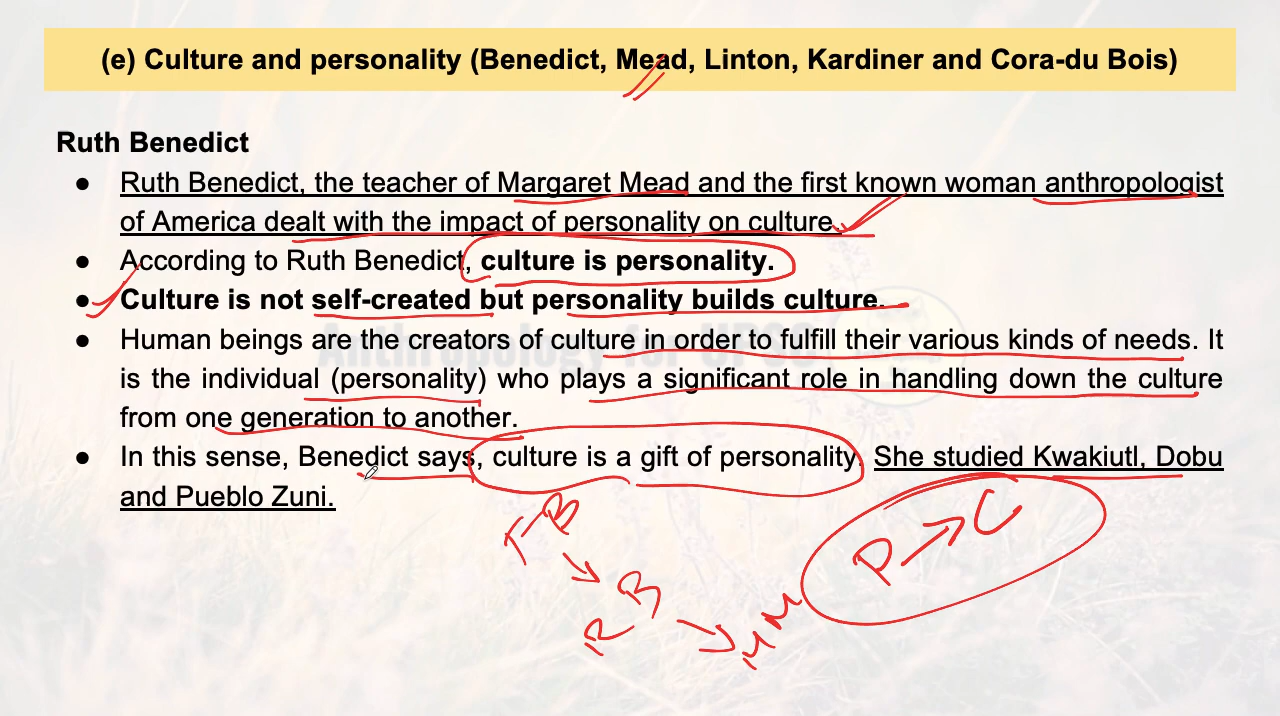 (e) Culture and personality (Benedict, Mead, Linton, Kardiner and Cora-du Bois)
Ruth Benedict
● Ruth Benedict, the teacher of Margaret Mead and the first known woman anthropologist
of America dealt with the impact of personality on culture.
● According to Ruth Benedict, culture is personality.
● Culture is not self-created but personality builds culture.
● Human beings are the creators of culture in order to fulfill their various kinds of needs. It
is the individual (personality) who plays a significant role in handling down the culture
from one generation to another.
● In this sense, Benedict says, culture is a gift of personality. She studied Kwakiutl, Dobu
and Pueblo Zuni.
Anthropology for UPSC
P → C
→ RB
→ MM